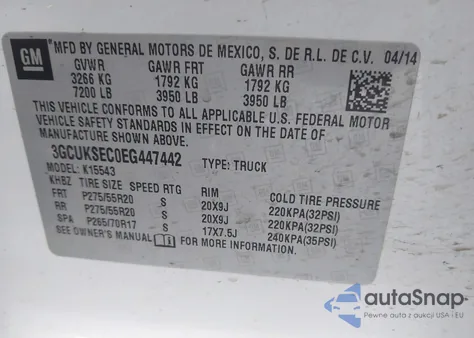 GM
MFD BY GENERAL MOTORS DE MEXICO, S. DE R.L. DE C.V. 04/14
GVWR GAWR FRT GAWR RR
3266 KG 1792 KG 1792 KG
7200 LB 3950 LB 3950 LB
THIS VEHICLE CONFORMS TO ALL APPLICABLE U.S. FEDERAL MOTOR
VEHICLE SAFETY STANDARDS IN EFFECT ON THE DATE OF
MANUFACTURE SHOWN ABOVE.
3GCUKSEC0EG447442 TYPE: TRUCK
MODEL: K15543
KHBZ TIRE SIZE SPEED RTG RIM COLD TIRE PRESSURE
FRT P275/55R20 S 20X9J 220KPA(32PSI)
RR P275/55R20 S 20X9J 220KPA(32PSI)
SPA P265/70R17 S 17X7.5J 240KPA(35PSI)
SEE OWNER'S MANUAL FOR MORE INFORMATION.
autoSnap
Pewne auta z aukcji USA i EU